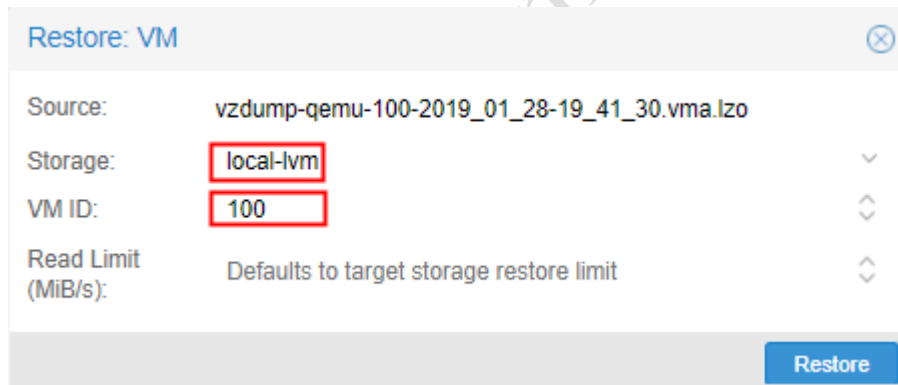 Restore: VM
Source: vzdump-qemu-100-2019_01_28-19_41_30.vma.lzo
Storage: local-lvm
VM ID: 100
Read Limit
(MiB/s): Defaults to target storage restore limit
Restore